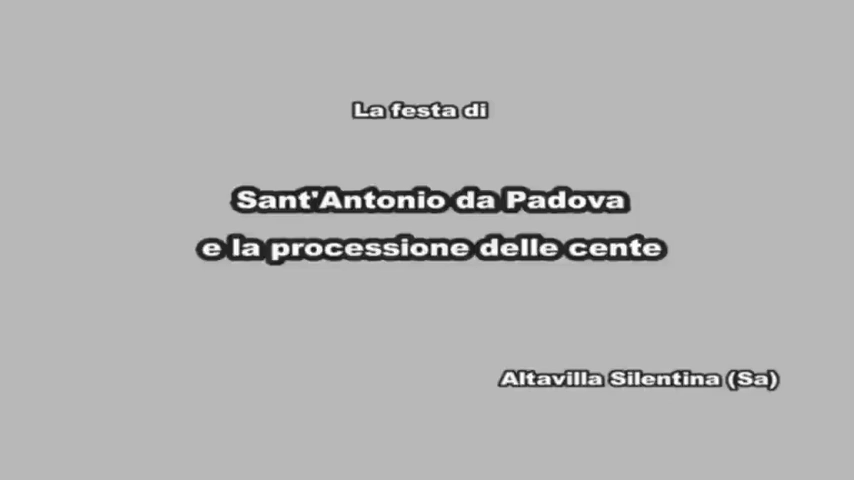 La festa di
Sant'Antonio da Padova
e la processione delle cente
Altavilla Silentina (Sa)